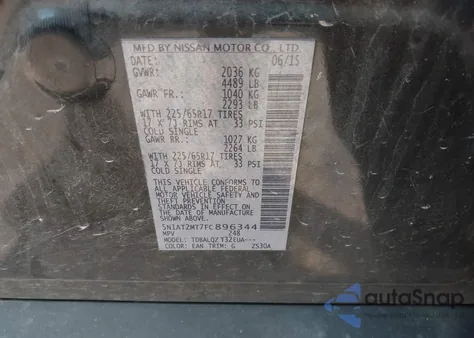 MFD BY NISSAN MOTOR CO., LTD.
DATE: 06/15
GVWR: 2036 KG
4489 LB
GAWR FR.: 1040 KG
2293 LB
WITH 225/65R17 TIRES
17 X 7J RIMS AT 33 PSI
COLD SINGLE
GAWR RR.: 1027 KG
2264 LB
WITH 225/65R17 TIRES
17 X 7J RIMS AT 33 PSI
COLD SINGLE
THIS VEHICLE CONFORMS TO ALL
APPLICABLE FEDERAL
MOTOR VEHICLE SAFETY
AND THEFT PREVENTION
STANDARDS IN EFFECT
ON THE DATE OF
MANUFACTURE SHOWN ABOVE.
5N1AT2MT7FC896344
MPV 248
MODEL:
COLOR: EAN TRIM: G
autoSnap